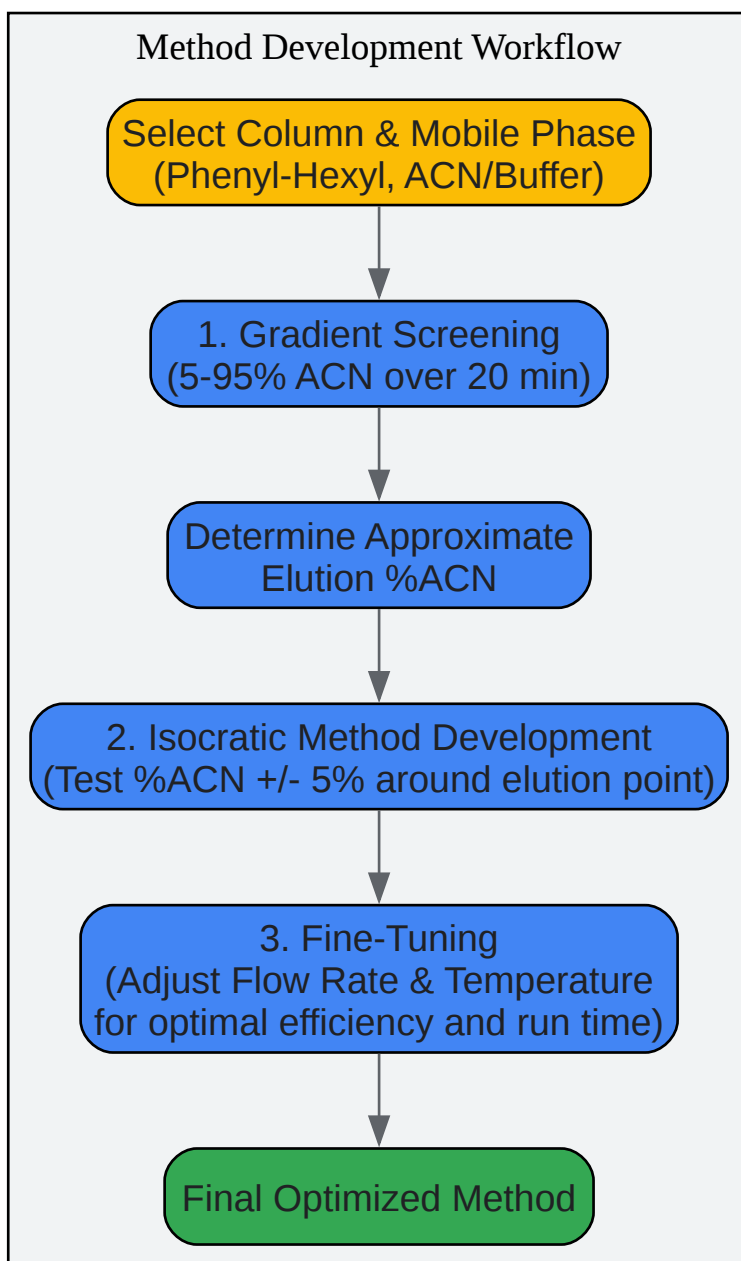 Method Development Workflow
Select Column & Mobile Phase
(Phenyl-Hexyl, ACN/Buffer)
1. Gradient Screening
(5-95% ACN over 20 min)
Determine Approximate
Elution %ACN
2. Isocratic Method Development
(Test %ACN +/- 5% around elution point)
3. Fine-Tuning
(Adjust Flow Rate & Temperature
for optimal efficiency and run time)
Final Optimized Method